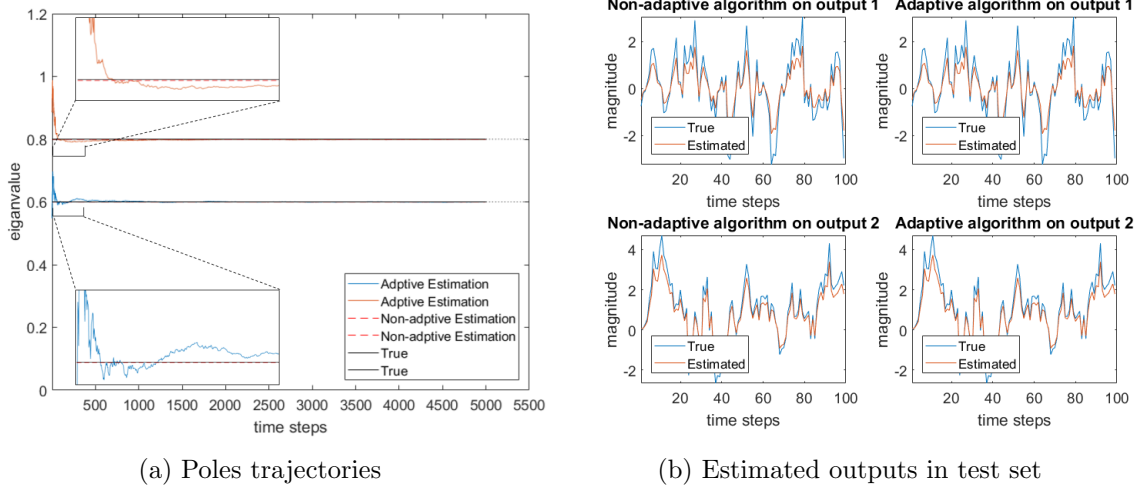 1.2
1
0.8
0.6
0.4
0.2
0
eiganvalue
500
1000
1500
2000
2500
3000
3500
4000
4500
5000
5500
time steps
Adptive Estimation
Adptive Estimation
Non-adptive Estimation
Non-adptive Estimation
True
True
(a) Poles trajectories
Non-adaptive algorithm on output 1
2
0
-2
magnitude
True
Estimated
20
40
60
80
100
time steps
Adaptive algorithm on output 1
2
0
-2
magnitude
True
Estimated
20
40
60
80
100
time steps
Non-adaptive algorithm on output 2
4
2
0
-2
magnitude
True
Estimated
20
40
60
80
100
time steps
Adaptive algorithm on output 2
4
2
0
-2
magnitude
True
Estimated
20
40
60
80
100
time steps
(b) Estimated outputs in test set